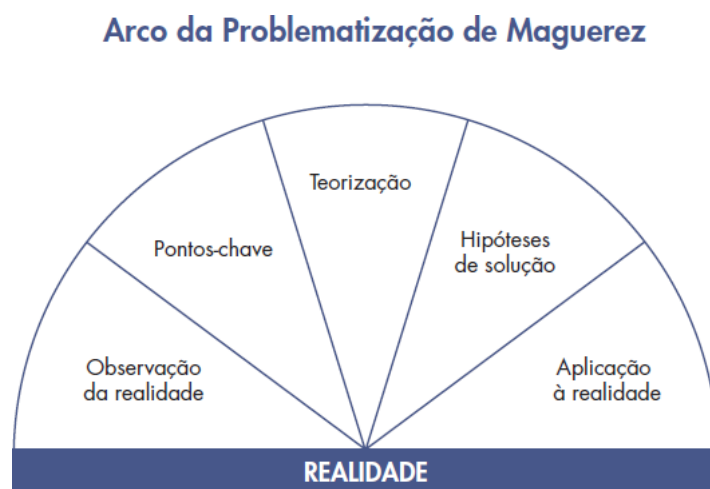 Arco da Problematização de Maguerez
Observação
da realidade
Pontos-chave
Teorização
Hipóteses
de solução
Aplicação
à realidade
REALIDADE